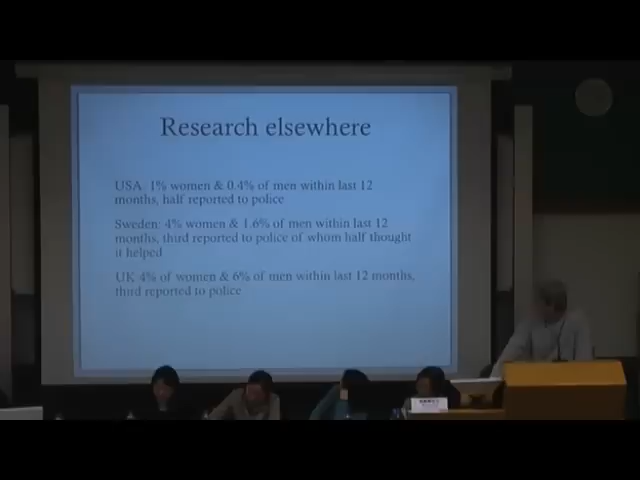 Research elsewhere
USA: 1% women & 0.4% of men within last 12
months, half reported to police
Sweden: 4% women & 1.6% of men within last 12
months, third reported to police of whom half thought
it helped
UK 4% of women & 6% of men within last 12 months,
third reported to police